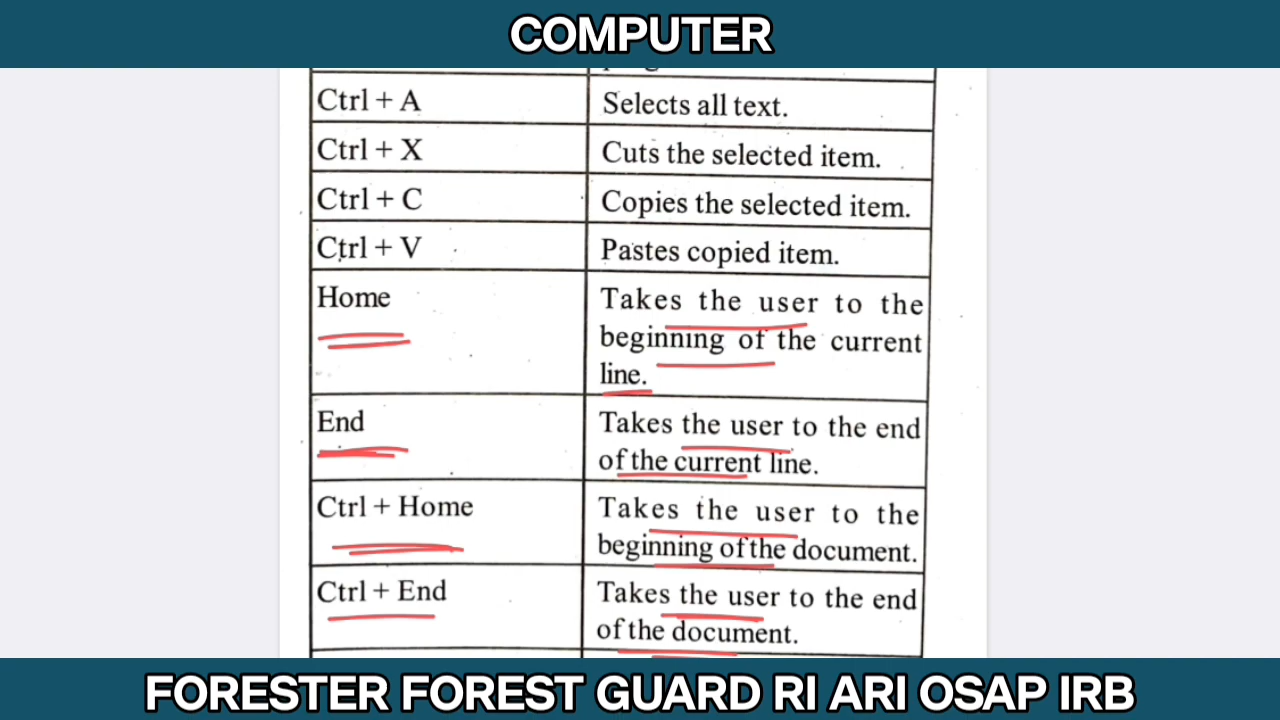 COMPUTER
Ctrl + A
Selects all text.
Ctrl + X
Cuts the selected item.
Ctrl + C
Copies the selected item.
Ctrl + V
Pastes copied item.
Home
Takes the user to the
beginning of the current
line.
End
Takes the user to the end
of the current line.
Ctrl + Home
Takes the user to the
beginning of the document.
Ctrl + End
Takes the user to the end
of the document.
FORESTER FOREST GUARD RI ARI OSAP IRB